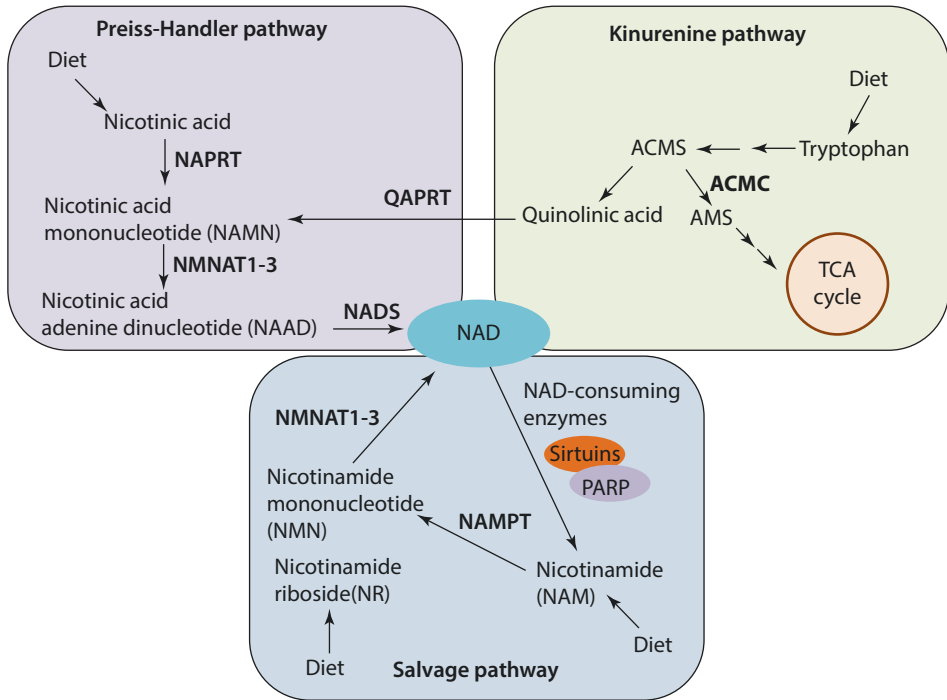 Preiss-Handler pathway
Diet
Nicotinic acid
NAPRT
Nicotinic acid
mononucleotide (NAMN)
NMNAT1-3
Nicotinic acid
adenine dinucleotide (NAAD)
NADS
QAPRT
Kinurenine pathway
Diet
Tryptophan
ACMS
ACMC
Quinolinic acid
AMS
TCA
cycle
NAD
NAD-consuming
enzymes
Sirtuins
PARP
NMNAT1-3
Nicotinamide
mononucleotide
(NMN)
NAMPT
Nicotinamide
riboside(NR)
Nicotinamide
(NAM)
Diet
Diet
Salvage pathway